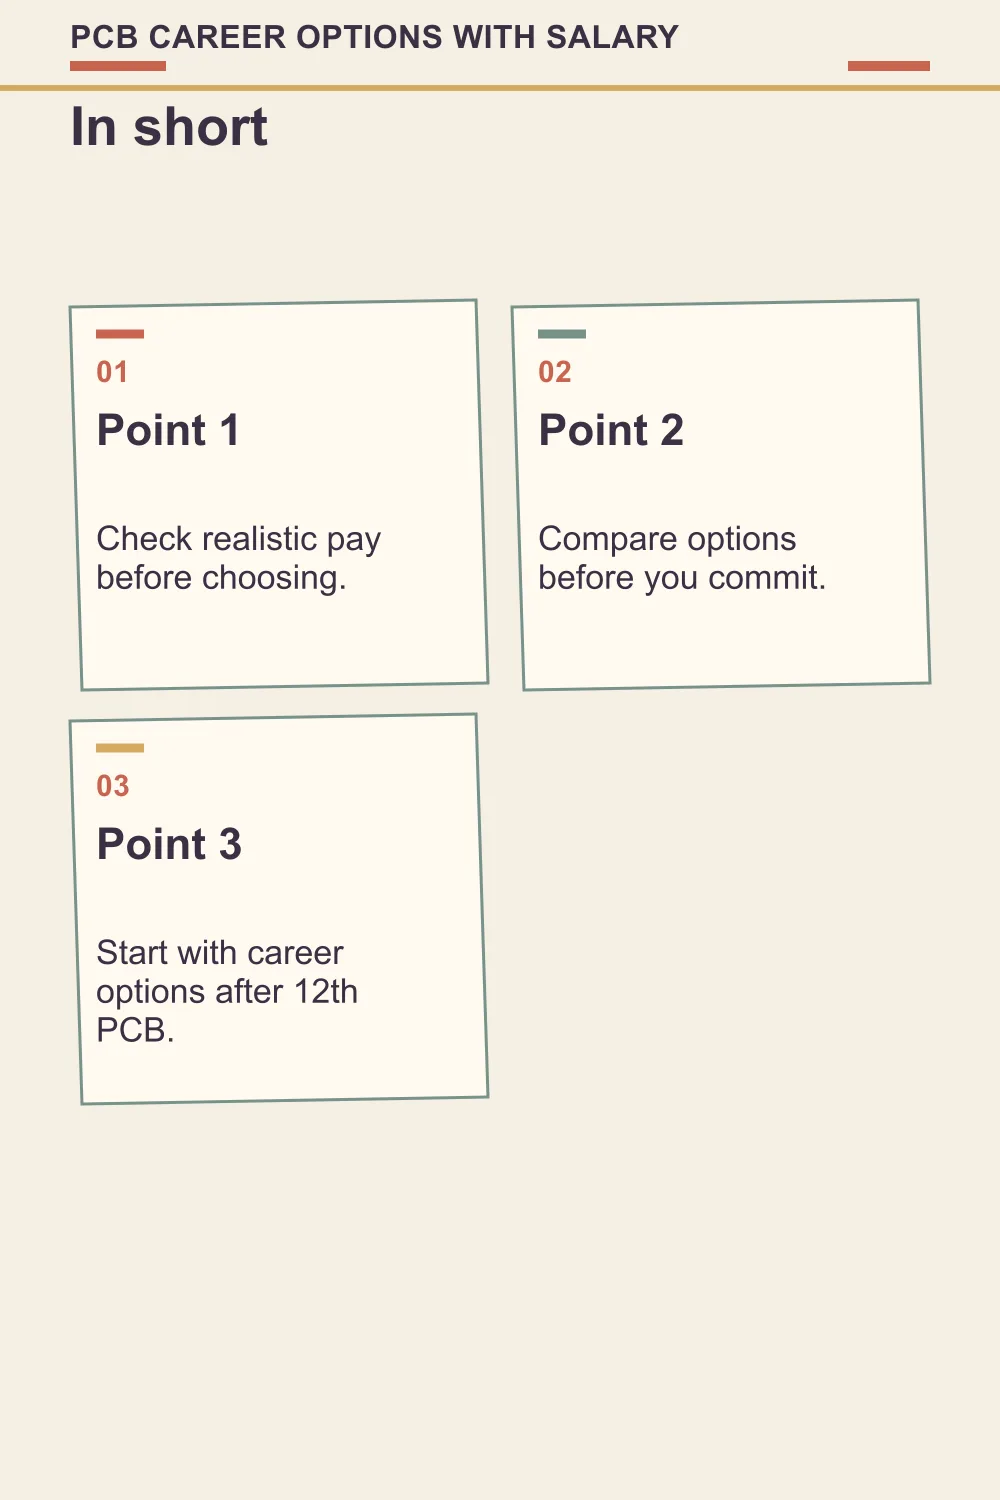 PCB CAREER OPTIONS WITH SALARY
In short
01
Point 1
Check realistic pay
before choosing.
02
Point 2
Compare options
before you commit.
03
Point 3
Start with career
options after 12th
PCB.